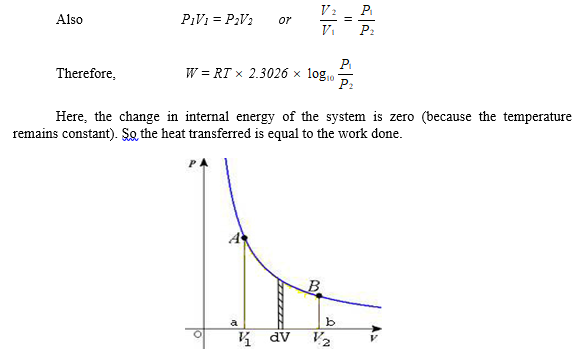 Also P₁V₁ = P₂V₂ or V₂/V₁ = P₁/P₂
Therefore, W = RT × 2.3026 × log₁₀ P₁/P₂
Here, the change in internal energy of the system is zero (because the temperature
remains constant). So the heat transferred is equal to the work done.
P
A
B
a b
O V₁ dV V₂ V